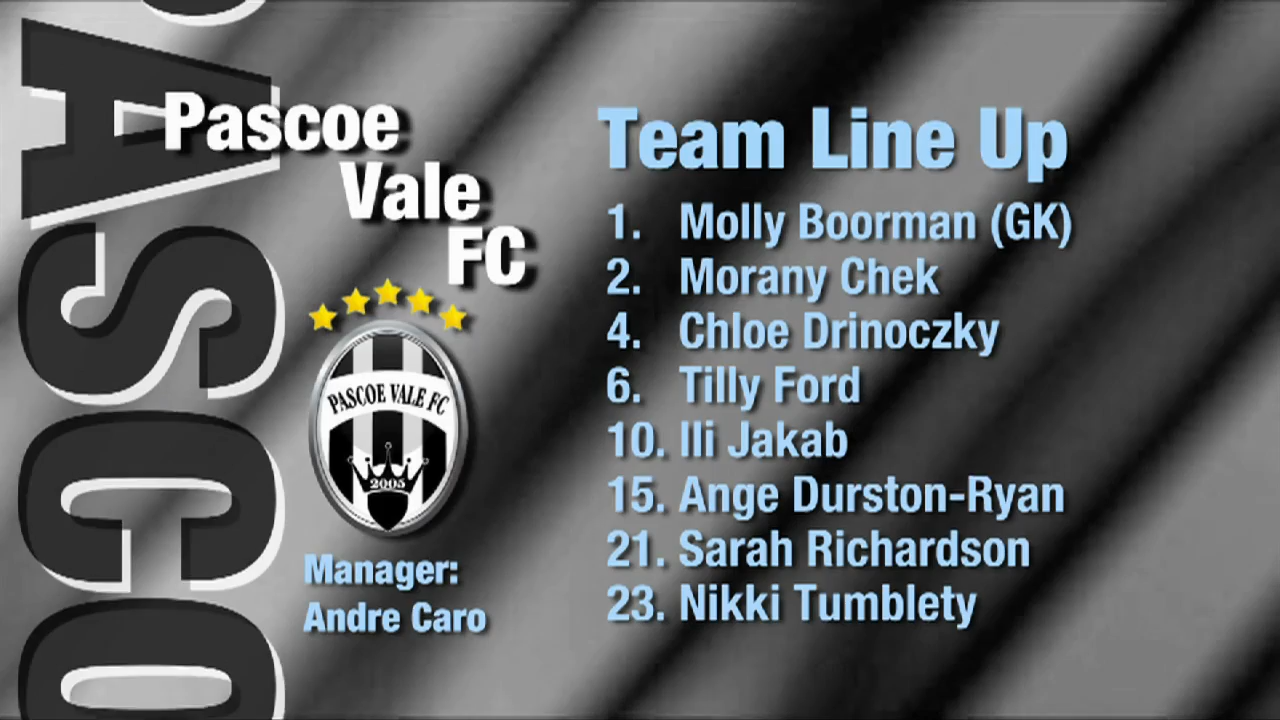 ASCO
Pascoe
Vale
FC
PASCOE VALE FC
2005
Manager:
Andre Caro
Team Line Up
1. Molly Boorman (GK)
2. Morany Chek
4. Chloe Drinoczky
6. Tilly Ford
10. Ili Jakab
15. Ange Durston-Ryan
21. Sarah Richardson
23. Nikki Tumblety